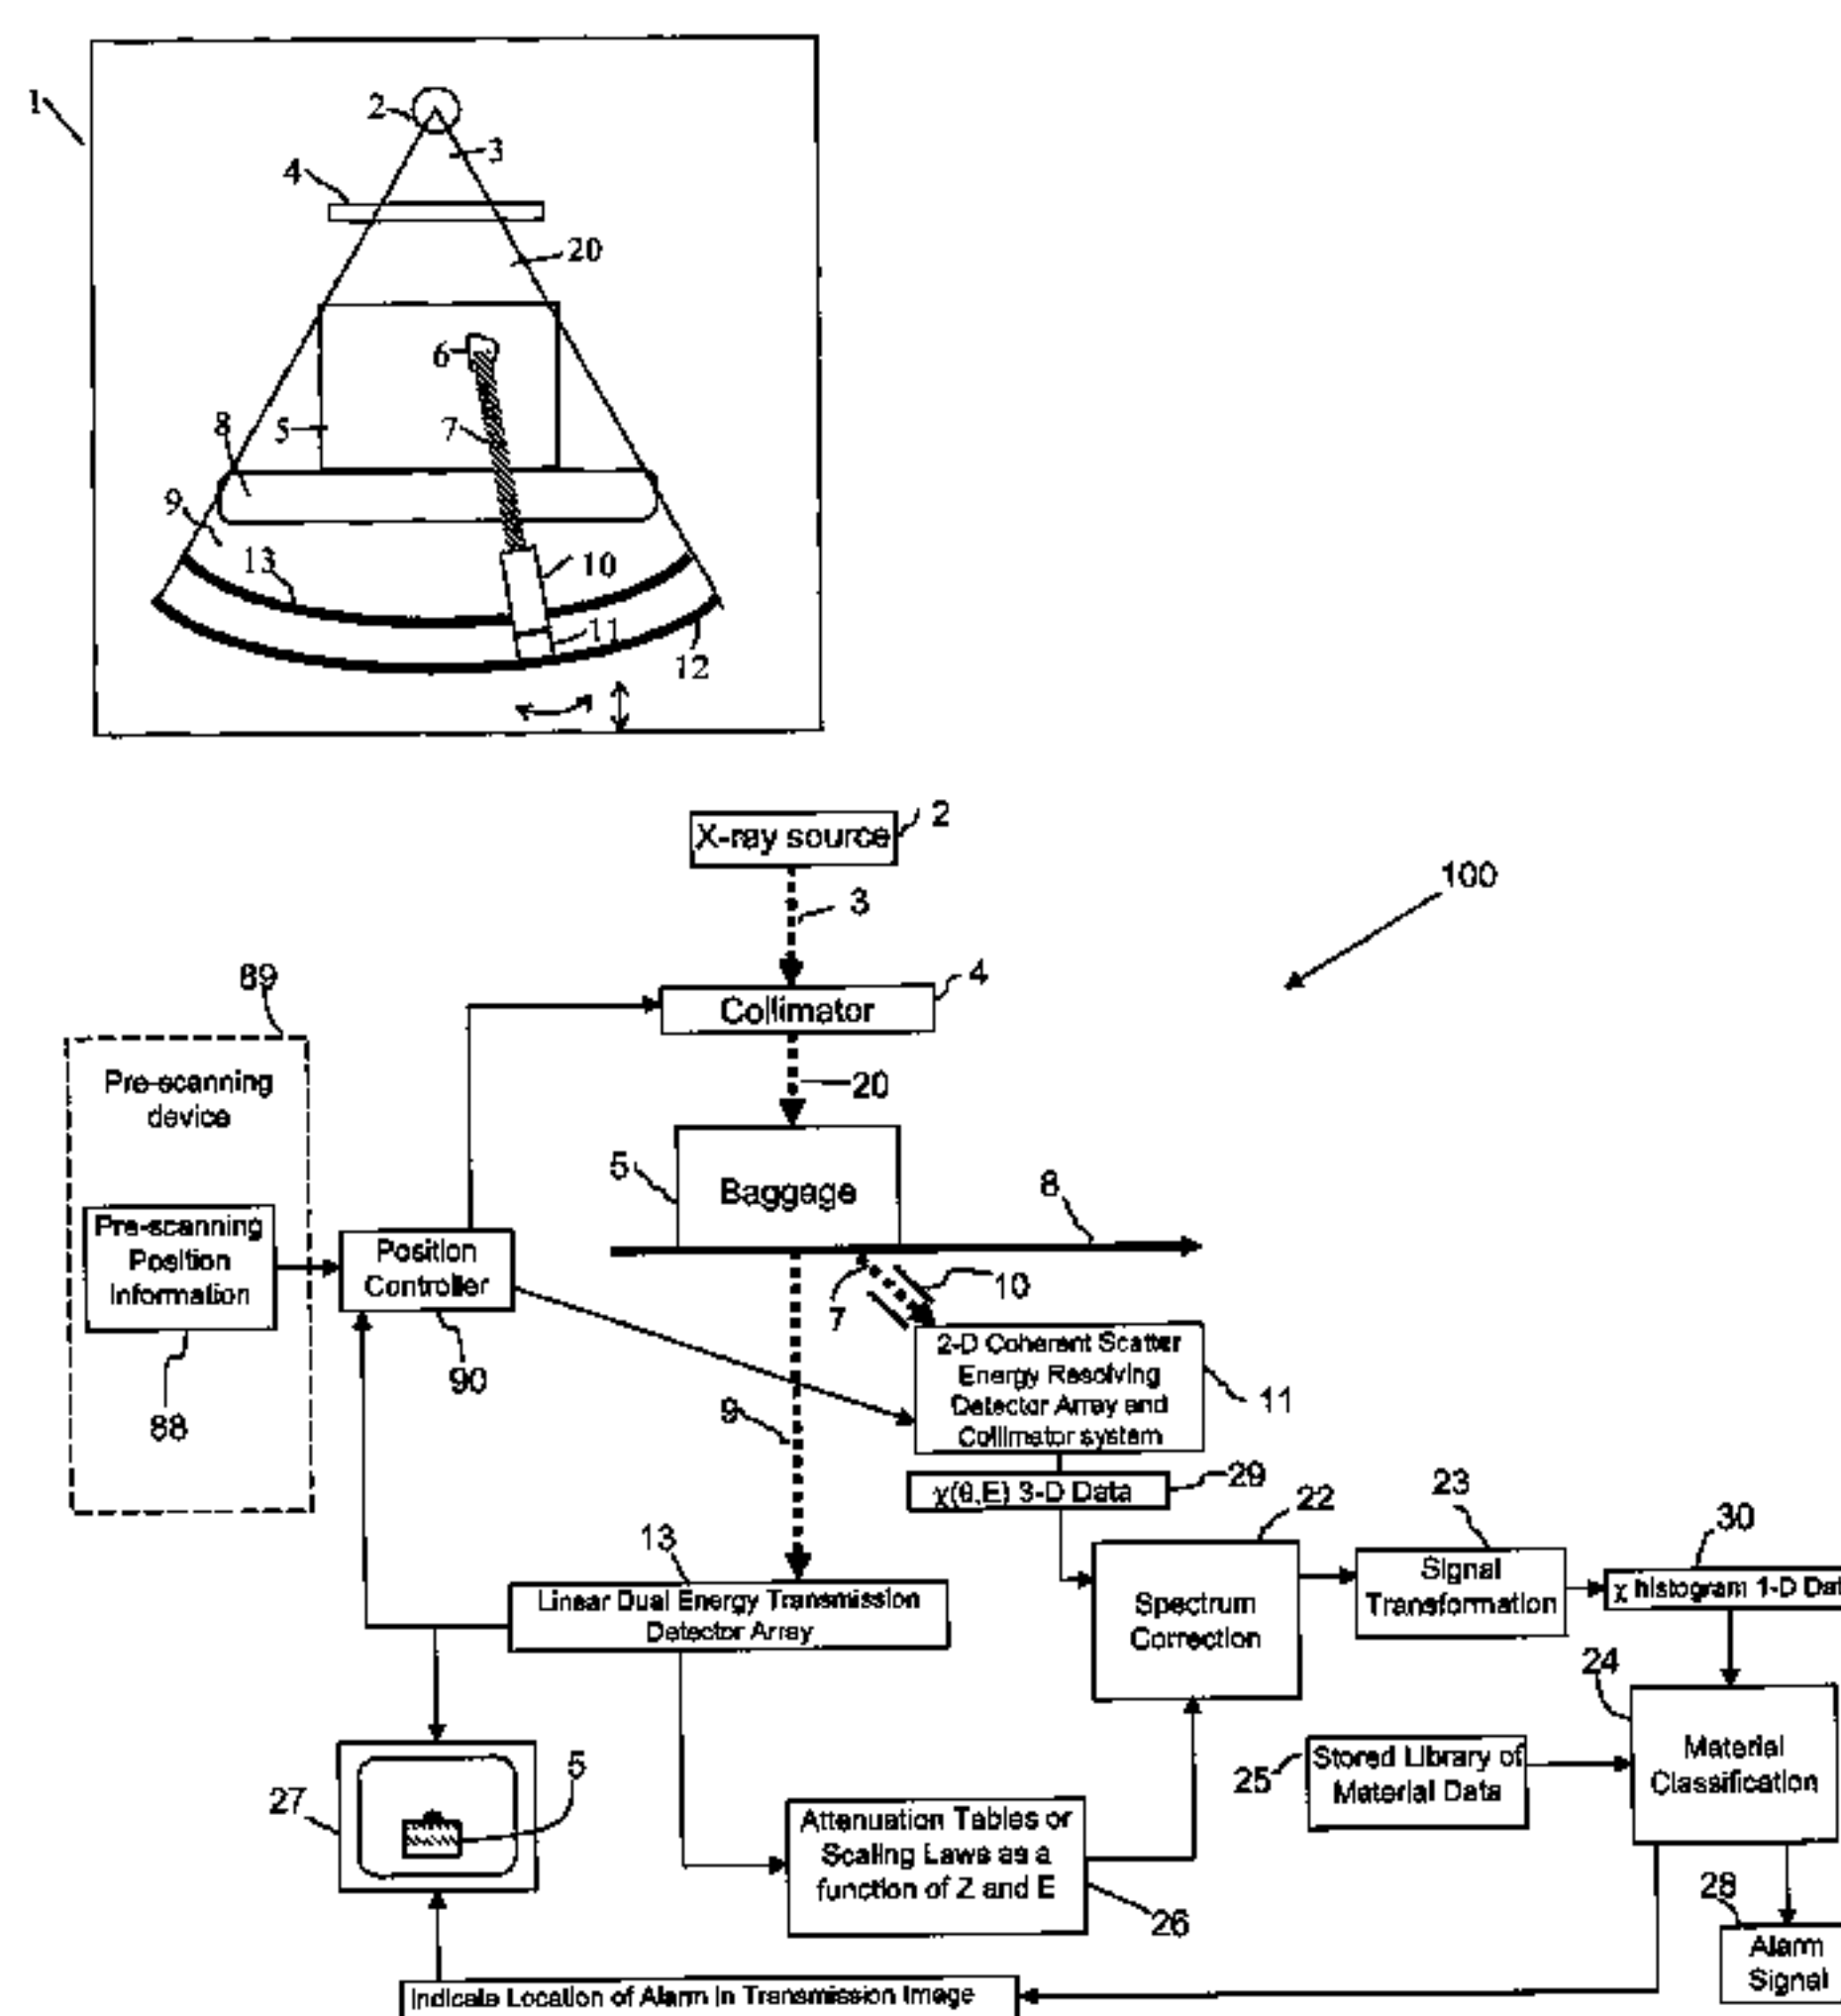 1
2
3
4
20
6
8
5
7
9
13
10
11
12
X-ray source
2
3
100
89
4
Collimator
Pre-scanning
device
20
5
Baggage
8
Pre-scanning
Position
Information
Position
Controller
10
7
2-D Coherent Scatter
Energy Resolving
Detector Array and
Collimator system
11
90
88
9
29
χ(θ,E) 3-D Data
22
23
30
13
Linear Dual Energy Transmission
Detector Array
Spectrum
Correction
Signal
Transformation
χ histogram 1-D Dat
24
5
27
25
Stored Library of
Material Data
Material
Classification
Attenuation Tables or
Scaling Laws as a
function of Z and E
26
28
Alarm
Signal
Indicate Location of Alarm in Transmission Image